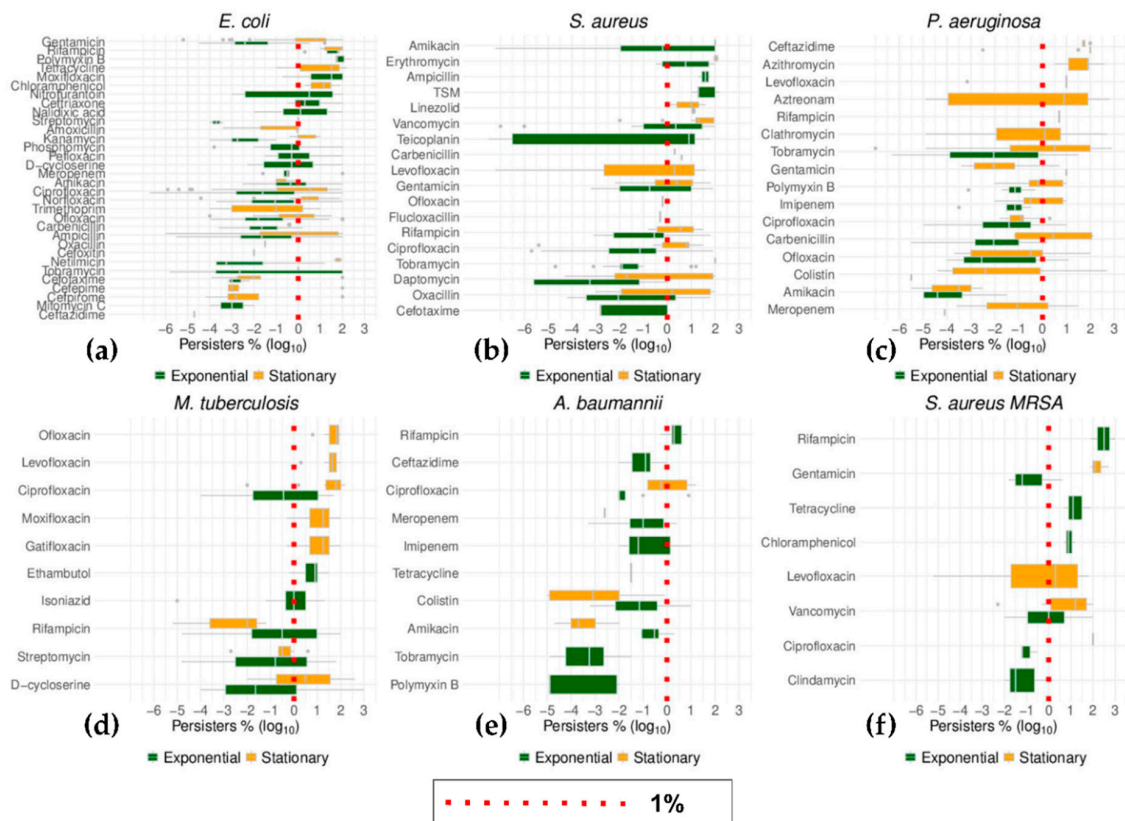 E. coli
Gentamicin
Rifampicin
Polymyxin B
Tetracycline
Moxifloxacin
Chloramphenicol
Nitrofurantoin
Ceftriaxone
Nalidixic acid
Streptomycin
Amoxicillin
Kanamycin
Phosphomycin
Pefloxacin
D-cycloserine
Meropenem
Amikacin
Ciprofloxacin
Norfloxacin
Trimethoprim
Ofloxacin
Carbenicillin
Ampicillin
Oxacillin
Cefoxitin
Netilmicin
Tobramycin
Cefotaxime
Cefepime
Cefpirome
Mitomycin C
Ceftazidime
-6 -5 -4 -3 -2 -1 0 1 2 3
(a)
Persisters % (log10)
Exponential Stationary
S. aureus
Amikacin
Erythromycin
Ampicillin
TSM
Linezolid
Vancomycin
Teicoplanin
Carbenicillin
Levofloxacin
Gentamicin
Ofloxacin
Flucloxacillin
Rifampicin
Ciprofloxacin
Tobramycin
Daptomycin
Oxacillin
Cefotaxime
-6 -5 -4 -3 -2 -1 0 1 2 3
(b)
Persisters % (log10)
Exponential Stationary
P. aeruginosa
Ceftazidime
Azithromycin
Levofloxacin
Aztreonam
Rifampicin
Clathromycin
Tobramycin
Gentamicin
Polymyxin B
Imipenem
Ciprofloxacin
Carbenicillin
Ofloxacin
Colistin
Amikacin
Meropenem
-6 -5 -4 -3 -2 -1 0 1 2 3
(c)
Persisters % (log10)
Exponential Stationary
M. tuberculosis
Ofloxacin
Levofloxacin
Ciprofloxacin
Moxifloxacin
Gatifloxacin
Ethambutol
Isoniazid
Rifampicin
Streptomycin
D-cycloserine
-6 -5 -4 -3 -2 -1 0 1 2 3
(d)
Persisters % (log10)
Exponential Stationary
A. baumannii
Rifampicin
Ceftazidime
Ciprofloxacin
Meropenem
Imipenem
Tetracycline
Colistin
Amikacin
Tobramycin
Polymyxin B
-6 -5 -4 -3 -2 -1 0 1 2 3
(e)
Persisters % (log10)
Exponential Stationary
S. aureus MRSA
Rifampicin
Gentamicin
Tetracycline
Chloramphenicol
Levofloxacin
Vancomycin
Ciprofloxacin
Clindamycin
-6 -5 -4 -3 -2 -1 0 1 2 3
(f)
Persisters % (log10)
Exponential Stationary
1%